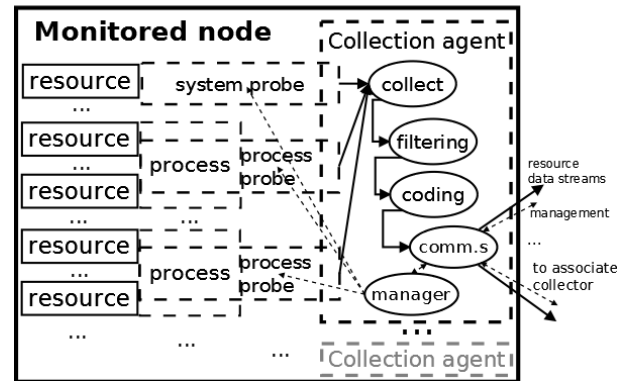 Monitored node
Collection agent
resource
system probe
collect
...
resource
process
process
probe
filtering
...
resource
...
coding
resource
data streams
management
...
resource
process
process
probe
comm.s
...
resource
manager
to associate
collector
...
...
...
...
Collection agent